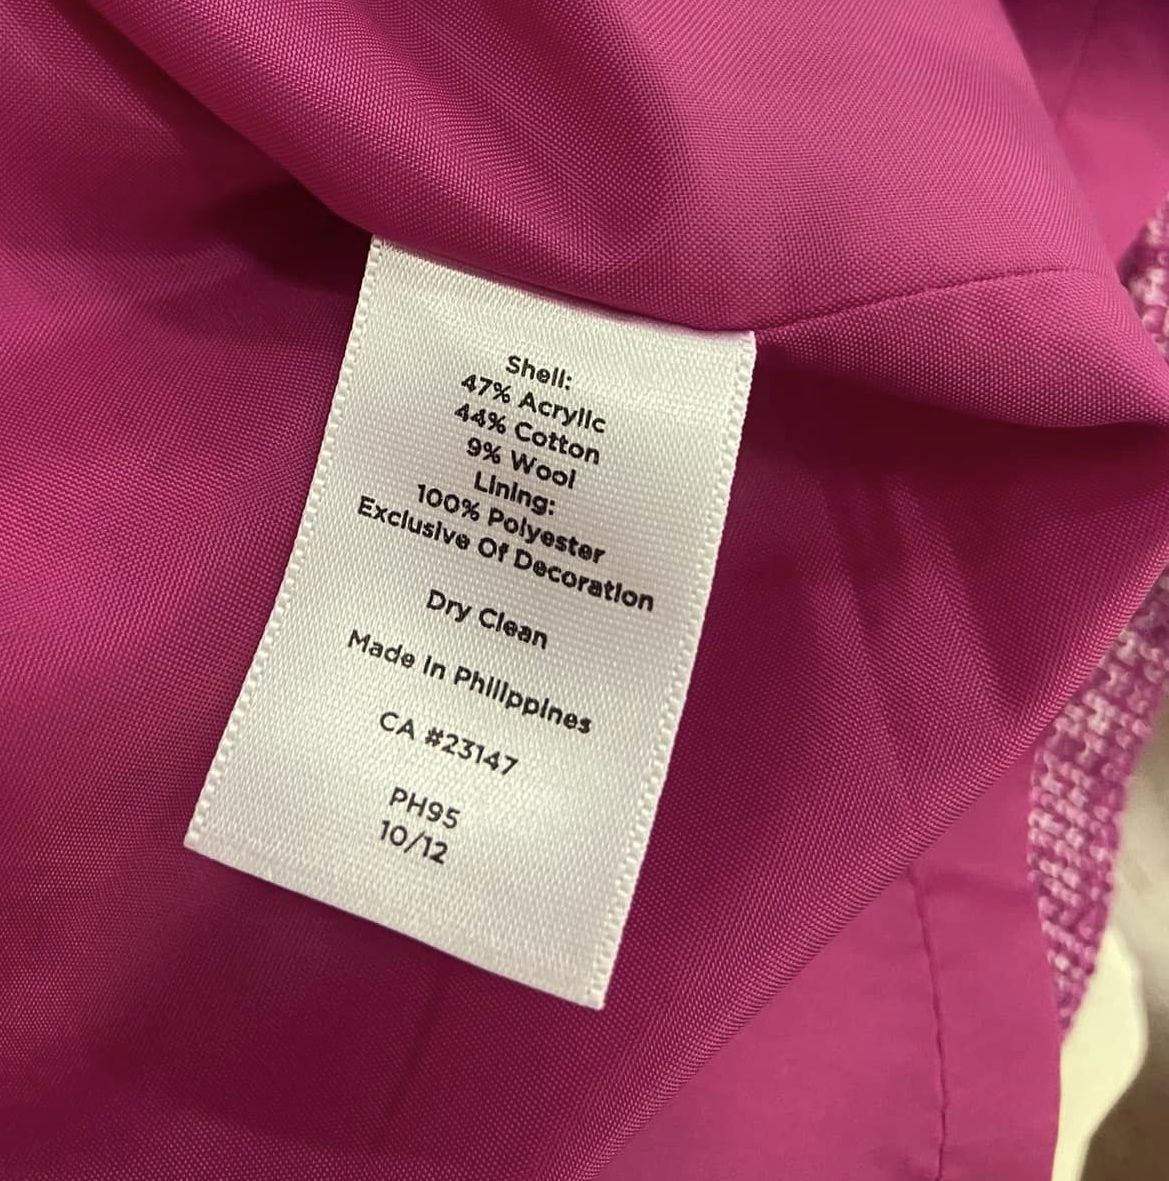 Shell:
47% Acrylic
44% Cotton
9% Wool
Lining:
100% Polyester
Exclusive Of Decoration
Dry Clean
Made In Philippines
CA #23147
PH95
10/12